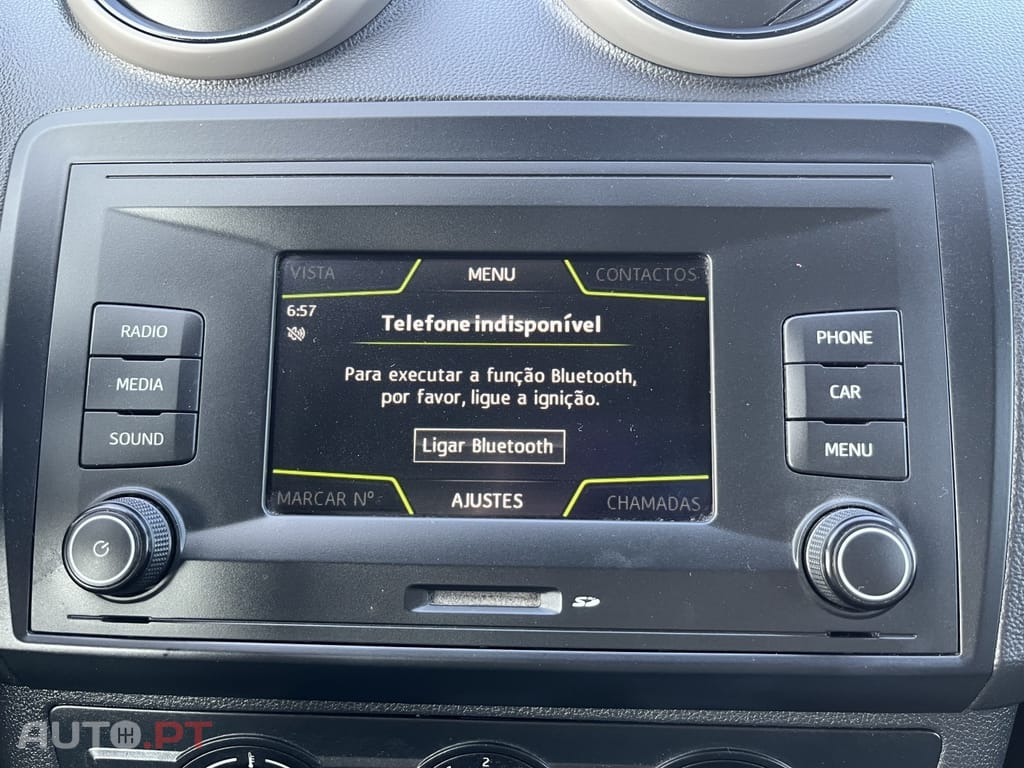 VISTA
MENU
CONTACTOS
6:57
Telefone indisponível
Para executar a função Bluetooth,
por favor, ligue a ignição.
Ligar Bluetooth
MARCAR Nº
AJUSTES
CHAMADAS
RADIO
MEDIA
SOUND
PHONE
CAR
MENU
SD
AUTO.PT
2